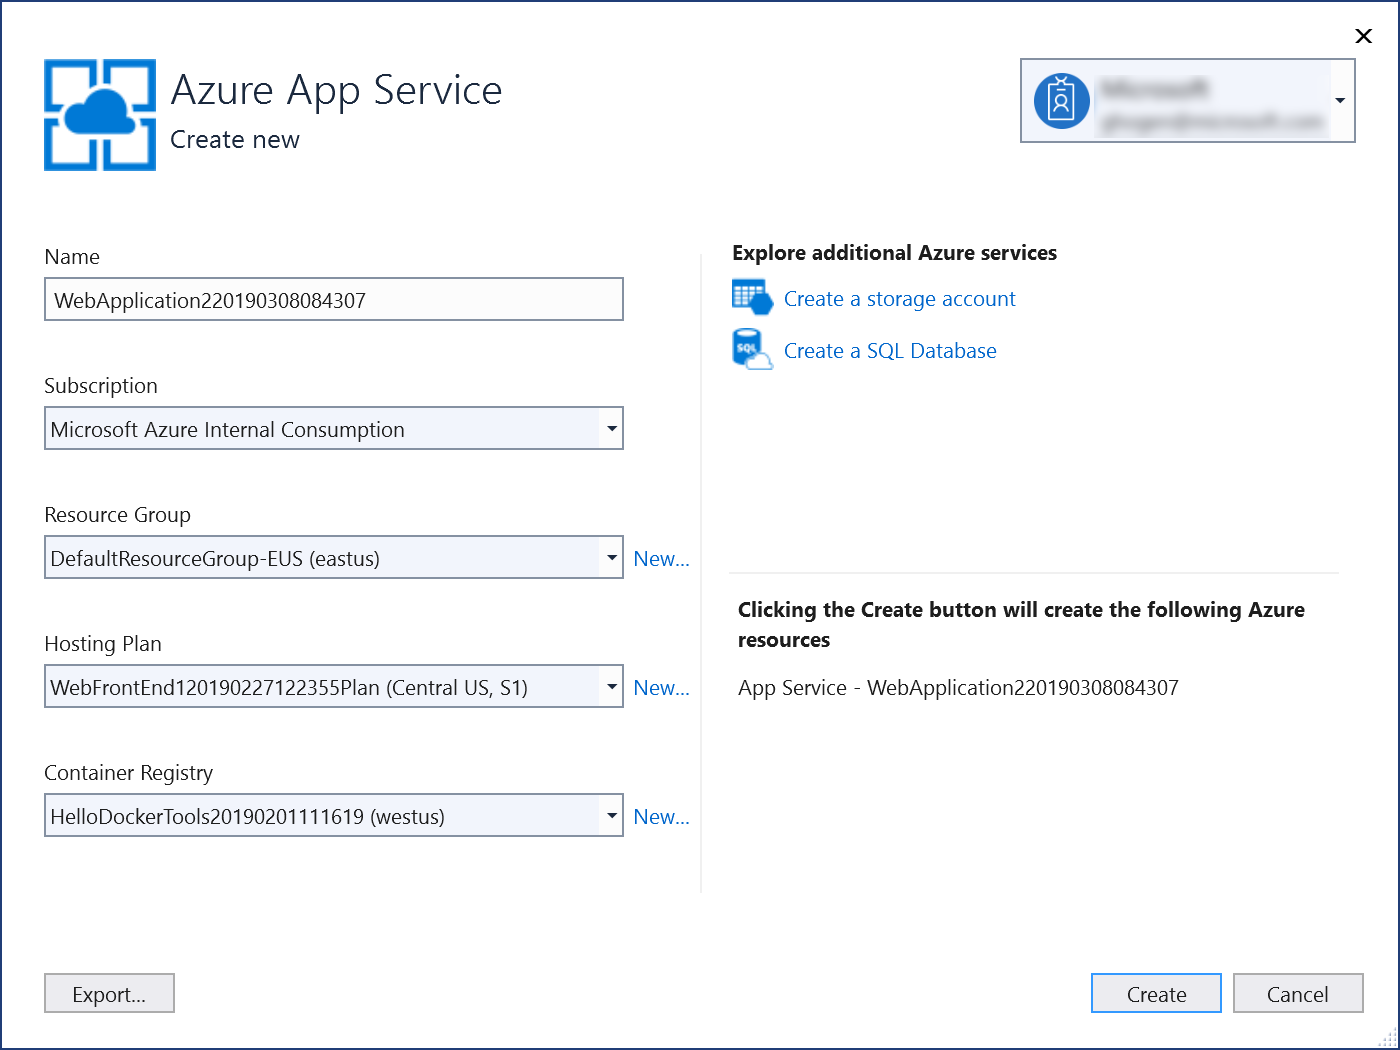 Azure App Service
Create new
Name
WebApplication220190308084307
Subscription
Microsoft Azure Internal Consumption
Resource Group
DefaultResourceGroup-EUS (eastus)
New...
Hosting Plan
WebFrontEnd120190227122355Plan (Central US, S1)
New...
Container Registry
HelloDockerTools20190201111619 (westus)
New...
Explore additional Azure services
Create a storage account
SQL
Create a SQL Database
Clicking the Create button will create the following Azure
resources
App Service - WebApplication220190308084307
Export...
Create
Cancel